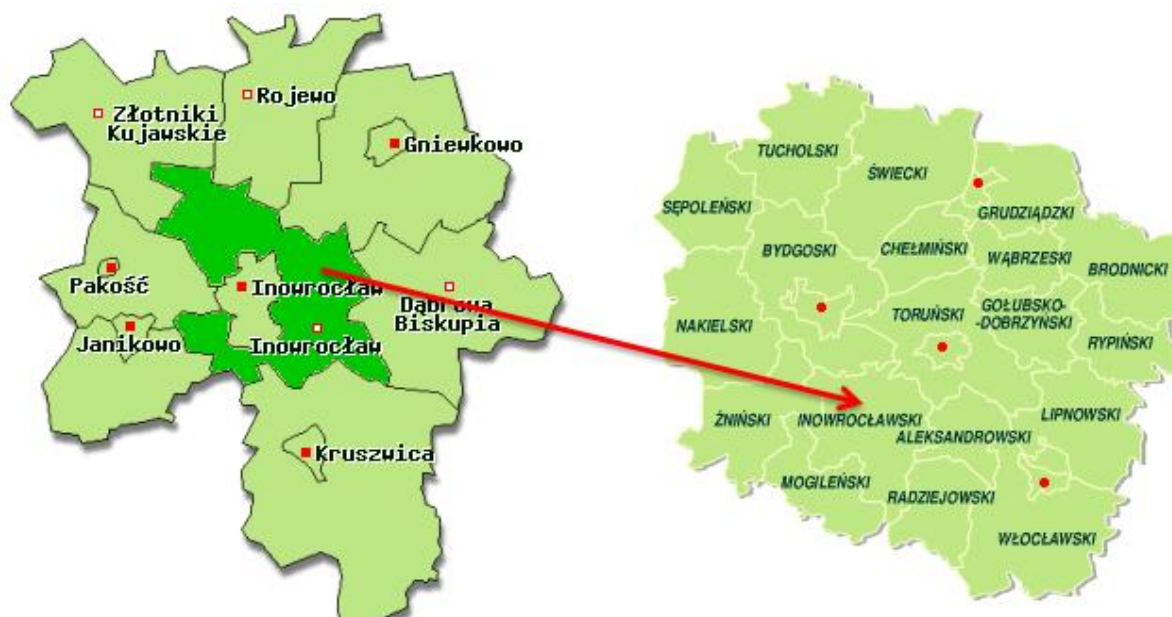 Rojewo
Złotniki
Kujawskie
Gniewkowo
Pakość
Inowrocław
Dąbrowa
Biskupia
Janikowo
Inowrocław
Kruszwica
TUCHOLSKI
ŚWIECKI
SĘPOLEŃSKI
GRUDZIĄDZKI
BYDGOSKI
CHEŁMIŃSKI
WĄBRZESKI
BRODNICKI
NAKIELSKI
TORUŃSKI
GOŁUBSKO-
-DOBRZYŃSKI
RYPIŃSKI
ŻNIŃSKI
INOWROCŁAWSKI
LIPNOWSKI
ALEKSANDROWSKI
MOGILEŃSKI
RADZIEJOWSKI
WŁOCŁAWSKI